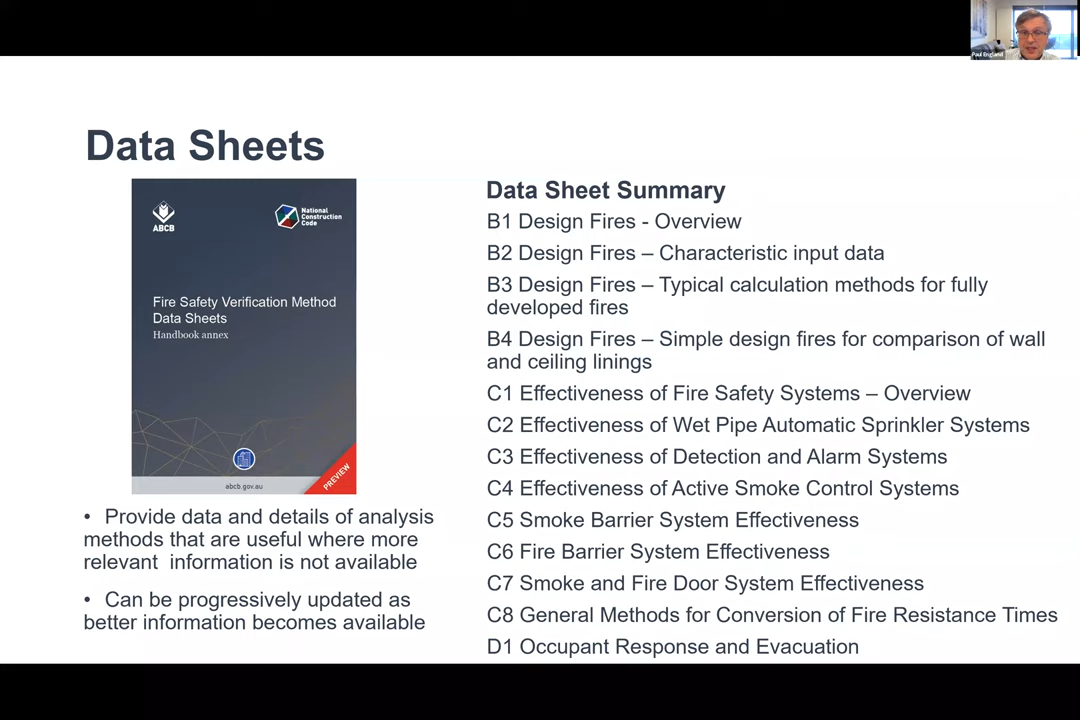 Paul England
Data Sheets
ABCB
National
Construction
Code
Fire Safety Verification Method
Data Sheets
Handbook annex
abcb.gov.au
PREVIEW
• Provide data and details of analysis
methods that are useful where more
relevant information is not available
• Can be progressively updated as
better information becomes available
Data Sheet Summary
B1 Design Fires - Overview
B2 Design Fires – Characteristic input data
B3 Design Fires – Typical calculation methods for fully
developed fires
B4 Design Fires – Simple design fires for comparison of wall
and ceiling linings
C1 Effectiveness of Fire Safety Systems – Overview
C2 Effectiveness of Wet Pipe Automatic Sprinkler Systems
C3 Effectiveness of Detection and Alarm Systems
C4 Effectiveness of Active Smoke Control Systems
C5 Smoke Barrier System Effectiveness
C6 Fire Barrier System Effectiveness
C7 Smoke and Fire Door System Effectiveness
C8 General Methods for Conversion of Fire Resistance Times
D1 Occupant Response and Evacuation